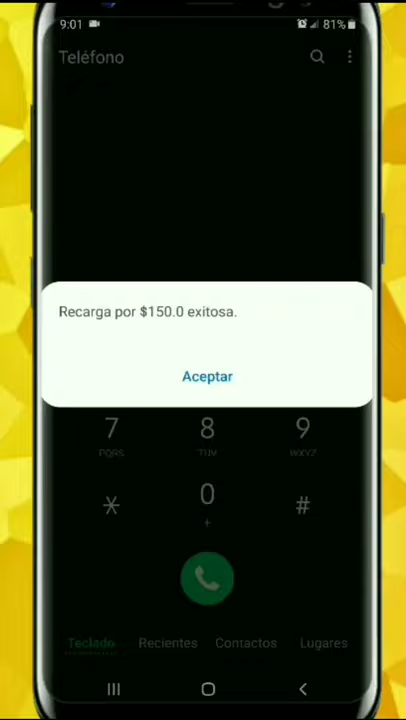 9:01 81%
Teléfono
Recarga por $150.0 exitosa.
Aceptar
7 8 9
PQRS TUV WXYZ
* 0 #
+
Teclado Recientes Contactos Lugares